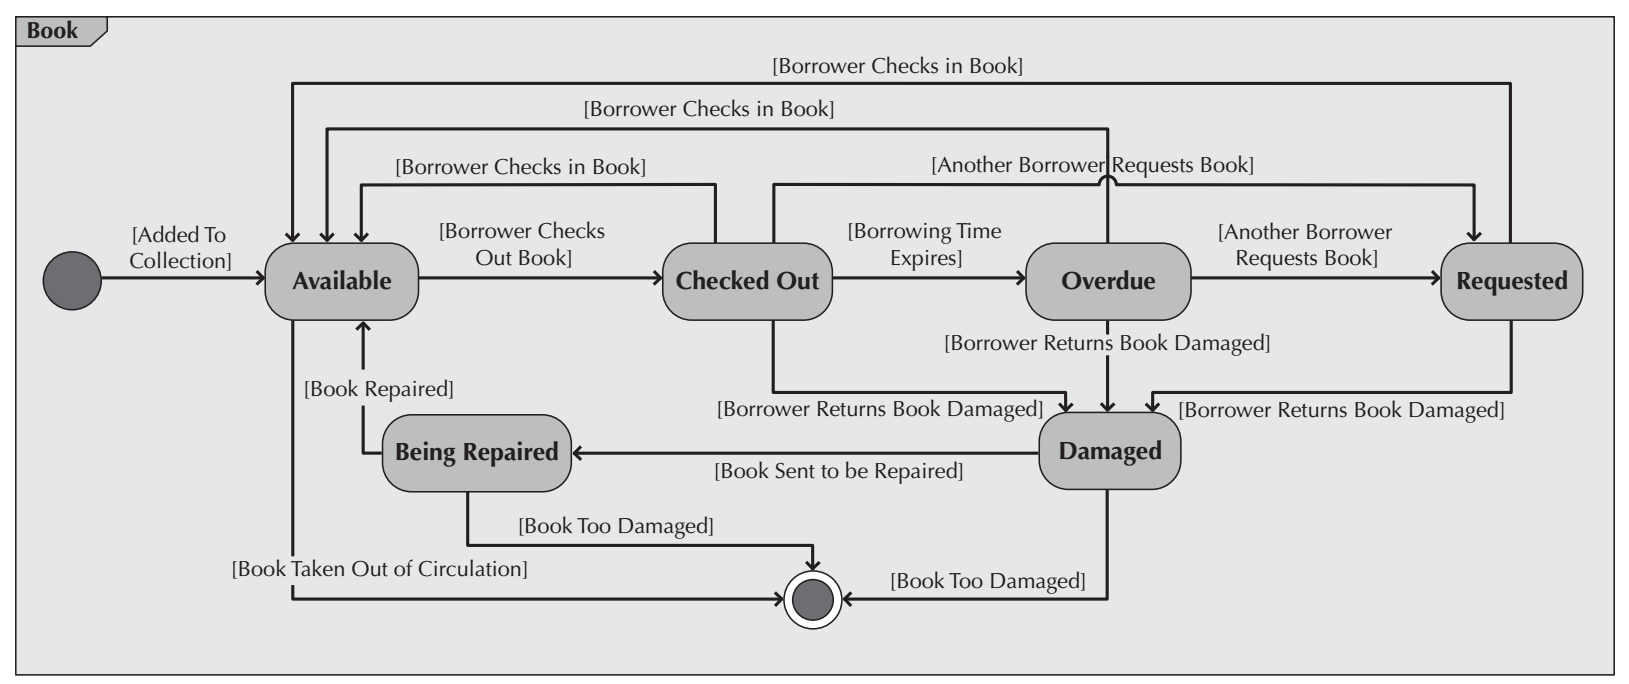 Book
[Borrower Checks in Book]
[Borrower Checks in Book]
[Borrower Checks in Book]
[Another Borrower Requests Book]
[Added To
Collection]
[Borrower Checks
Out Book]
[Borrowing Time
Expires]
[Another Borrower
Requests Book]
Available
Checked Out
Overdue
Requested
[Borrower Returns Book Damaged]
[Book Repaired]
[Borrower Returns Book Damaged]
[Borrower Returns Book Damaged]
Being Repaired
Damaged
[Book Sent to be Repaired]
[Book Too Damaged]
[Book Taken Out of Circulation]
[Book Too Damaged]